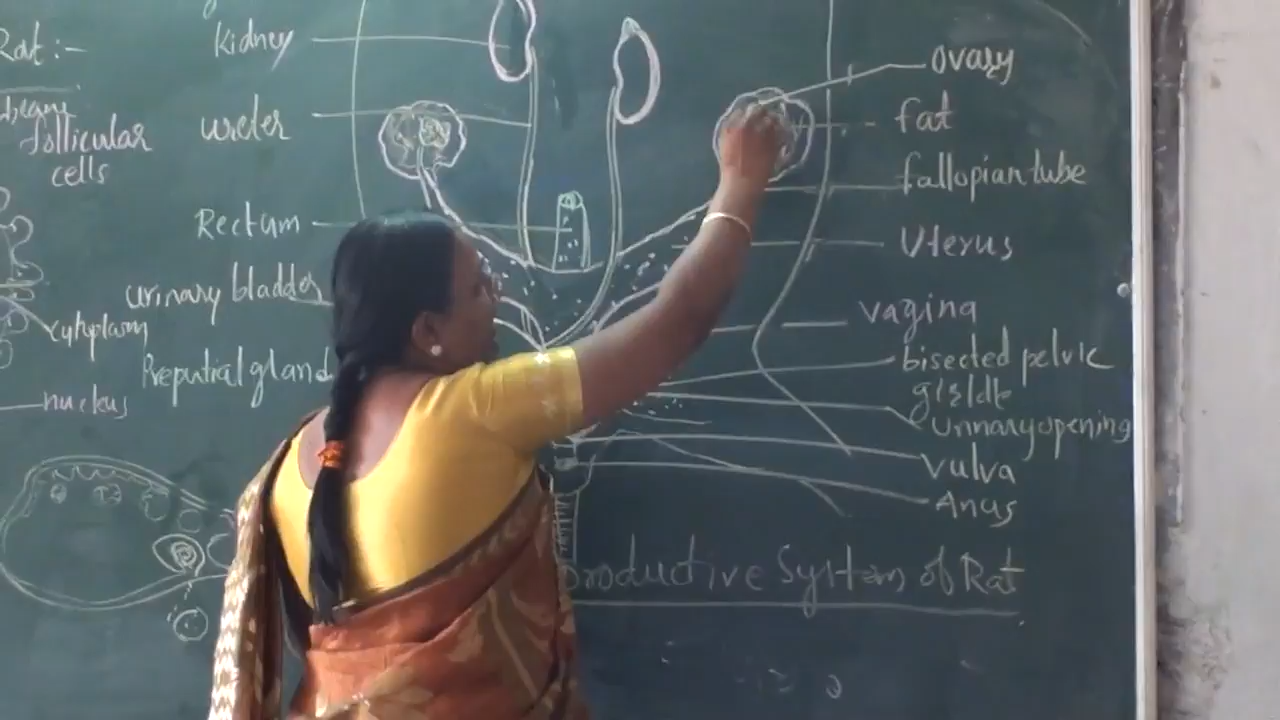 Rat :-
follicular
cells
cytoplasm
nucleus
Kidney
ureter
Rectum
urinary bladder
Preputial gland
ovary
fat
fallopian tube
Uterus
vagina
bisected pelvic
girdle
Urinary opening
Vulva
Anus
productive System of Rat